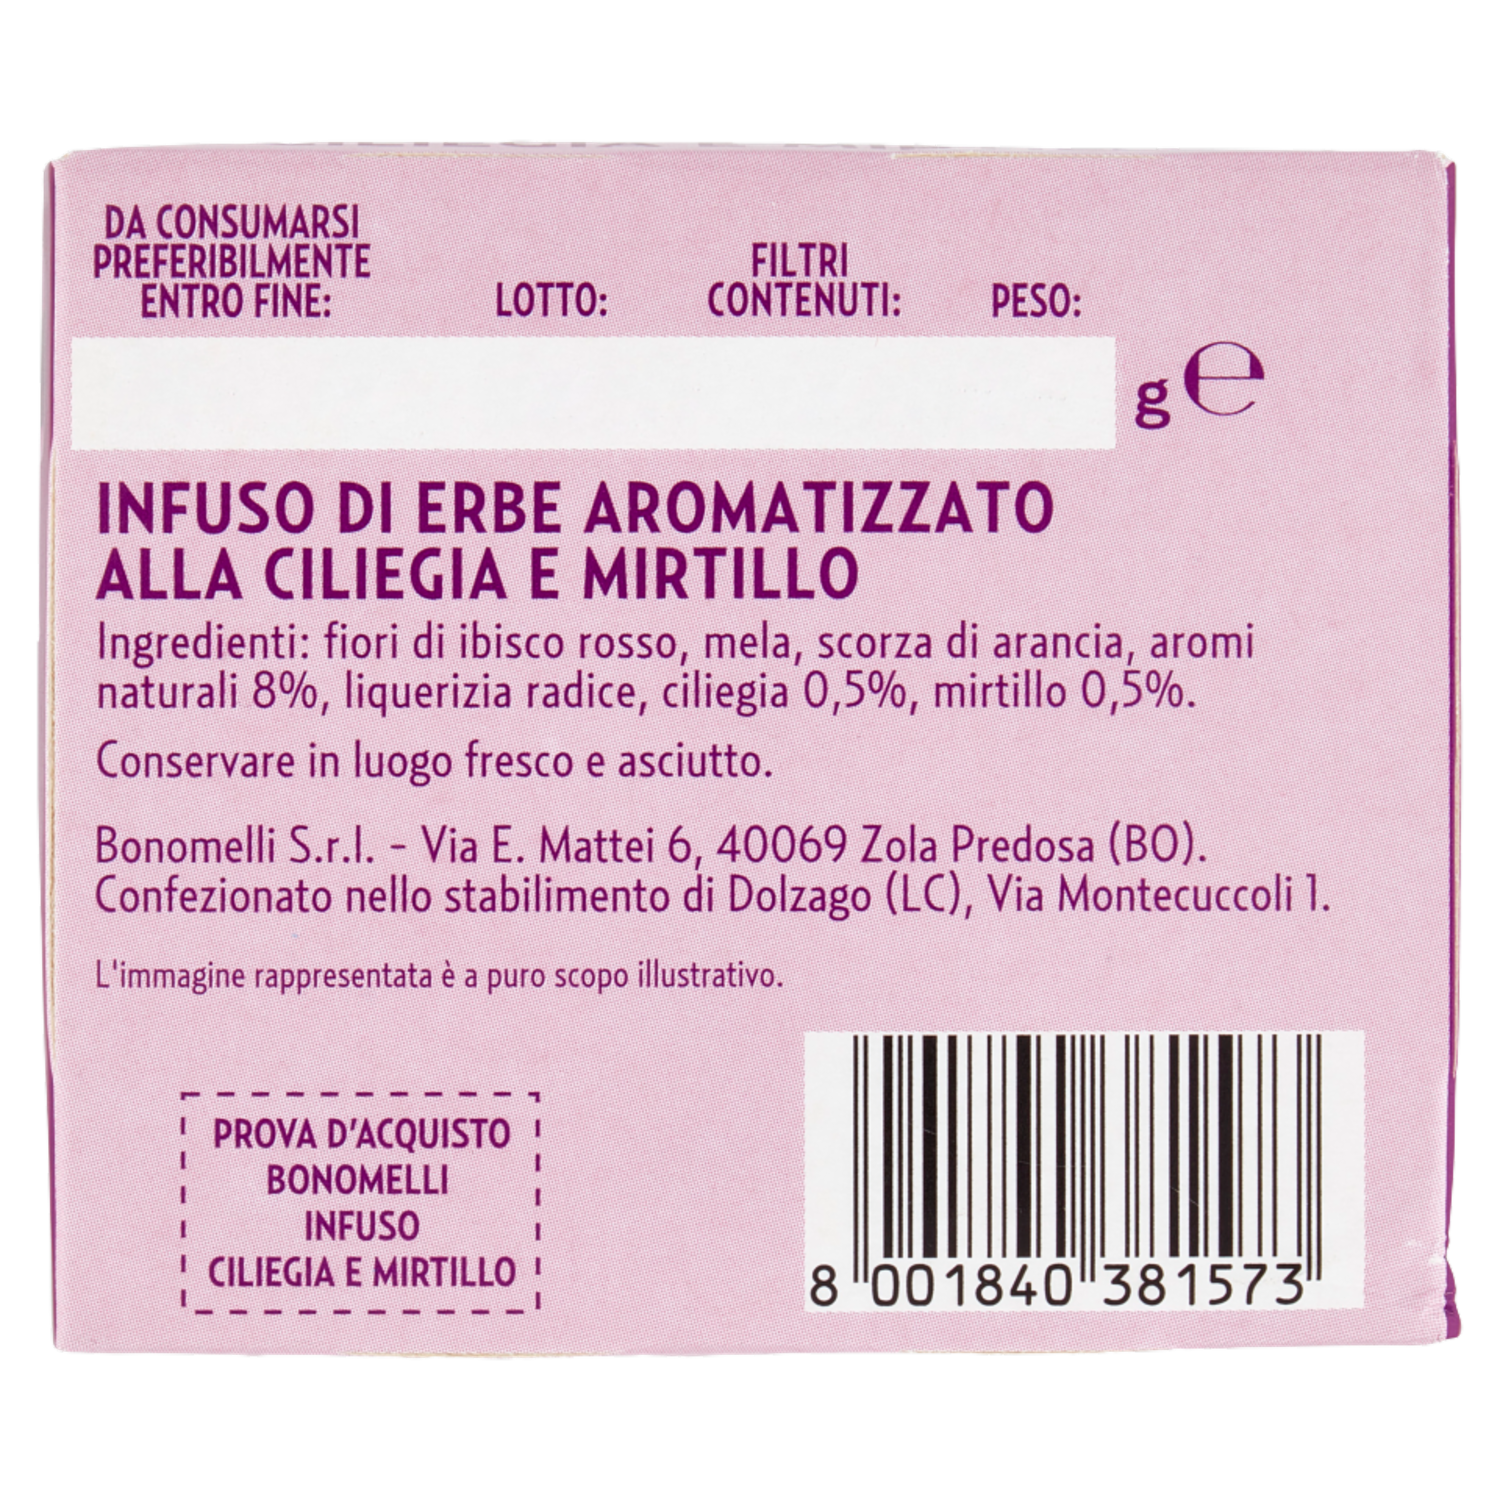 DA CONSUMARSI
PREFERIBILMENTE
ENTRO FINE:
LOTTO:
FILTRI
CONTENUTI:
PESO:
g e
INFUSO DI ERBE AROMATIZZATO
ALLA CILIEGIA E MIRTILLO
Ingredienti: fiori di ibisco rosso, mela, scorza di arancia, aromi
naturali 8%, liquerizia radice, ciliegia 0,5%, mirtillo 0,5%.
Conservare in luogo fresco e asciutto.
Bonomelli S.r.l. - Via E. Mattei 6, 40069 Zola Predosa (BO).
Confezionato nello stabilimento di Dolzago (LC), Via Montecuccoli 1.
L'immagine rappresentata è a puro scopo illustrativo.
PROVA D'ACQUISTO
BONOMELLI
INFUSO
CILIEGIA E MIRTILLO
8 001840 381573